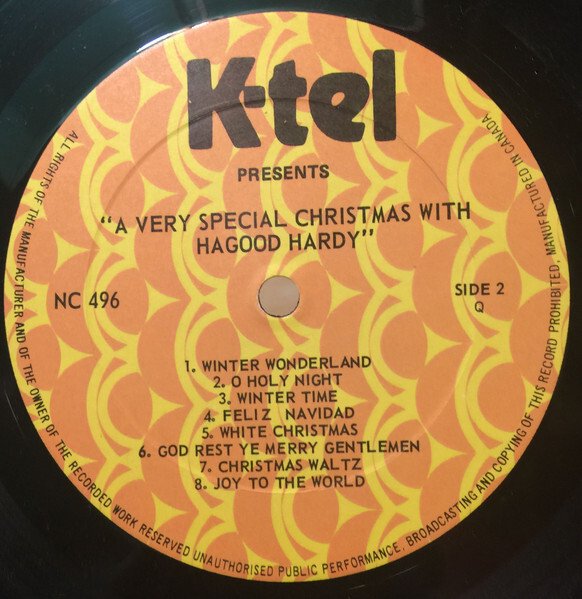 K-tel
PRESENTS
"A VERY SPECIAL CHRISTMAS WITH
HAGOOD HARDY"
NC 496
SIDE 2
Q
1. WINTER WONDERLAND
2. O HOLY NIGHT
3. WINTER TIME
4. FELIZ NAVIDAD
5. WHITE CHRISTMAS
6. GOD REST YE MERRY GENTLEMEN
7. CHRISTMAS WALTZ
8. JOY TO THE WORLD
ALL RIGHTS OF THE MANUFACTURER AND OF THE OWNER OF THE RECORDED WORK RESERVED UNAUTHORISED PUBLIC PERFORMANCE, BROADCASTING AND COPYING OF THIS RECORD PROHIBITED, MANUFACTURED IN CANADA